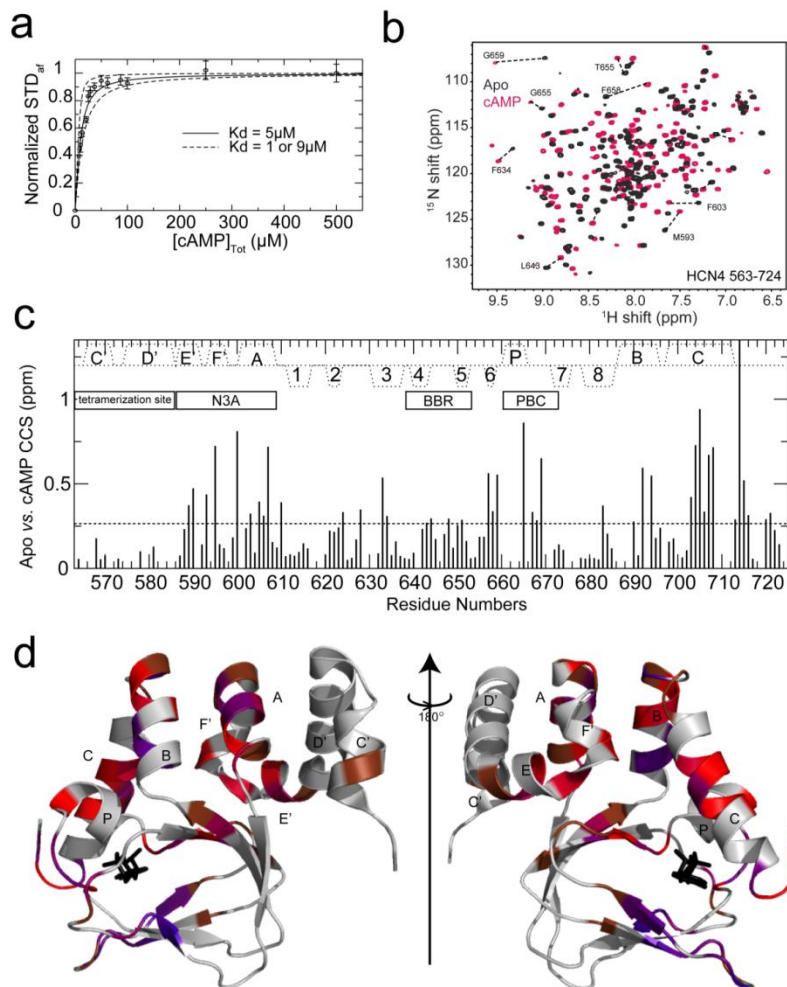 a
Normalized STDaf
1.0
0.8
0.6
0.4
0.2
0
Kd = 5μM
Kd = 1 or 9μM
0 100 200 300 400 500
[cAMP]Tot (μM)
b
15 N shift (ppm)
110
115
120
125
130
G659
T655
Apo
F658
cAMP
G655
F634
F603
M593
L646
HCN4 563-724
9.5 9.0 8.5 8.0 7.5 7.0 6.5
1H shift (ppm)
c
Apo vs. cAMP CCS (ppm)
1
0.5
0
C' D' E' F' A P B C
1 2 3 4 5 6 7 8
tetramerization site N3A BBR PBC
570 580 590 600 610 620 630 640 650 660 670 680 690 700 710 720
Residue Numbers
d
A
F'
D'
C'
C
B
P
E'
180°
D'
A
F'
B
E
C'
P
C